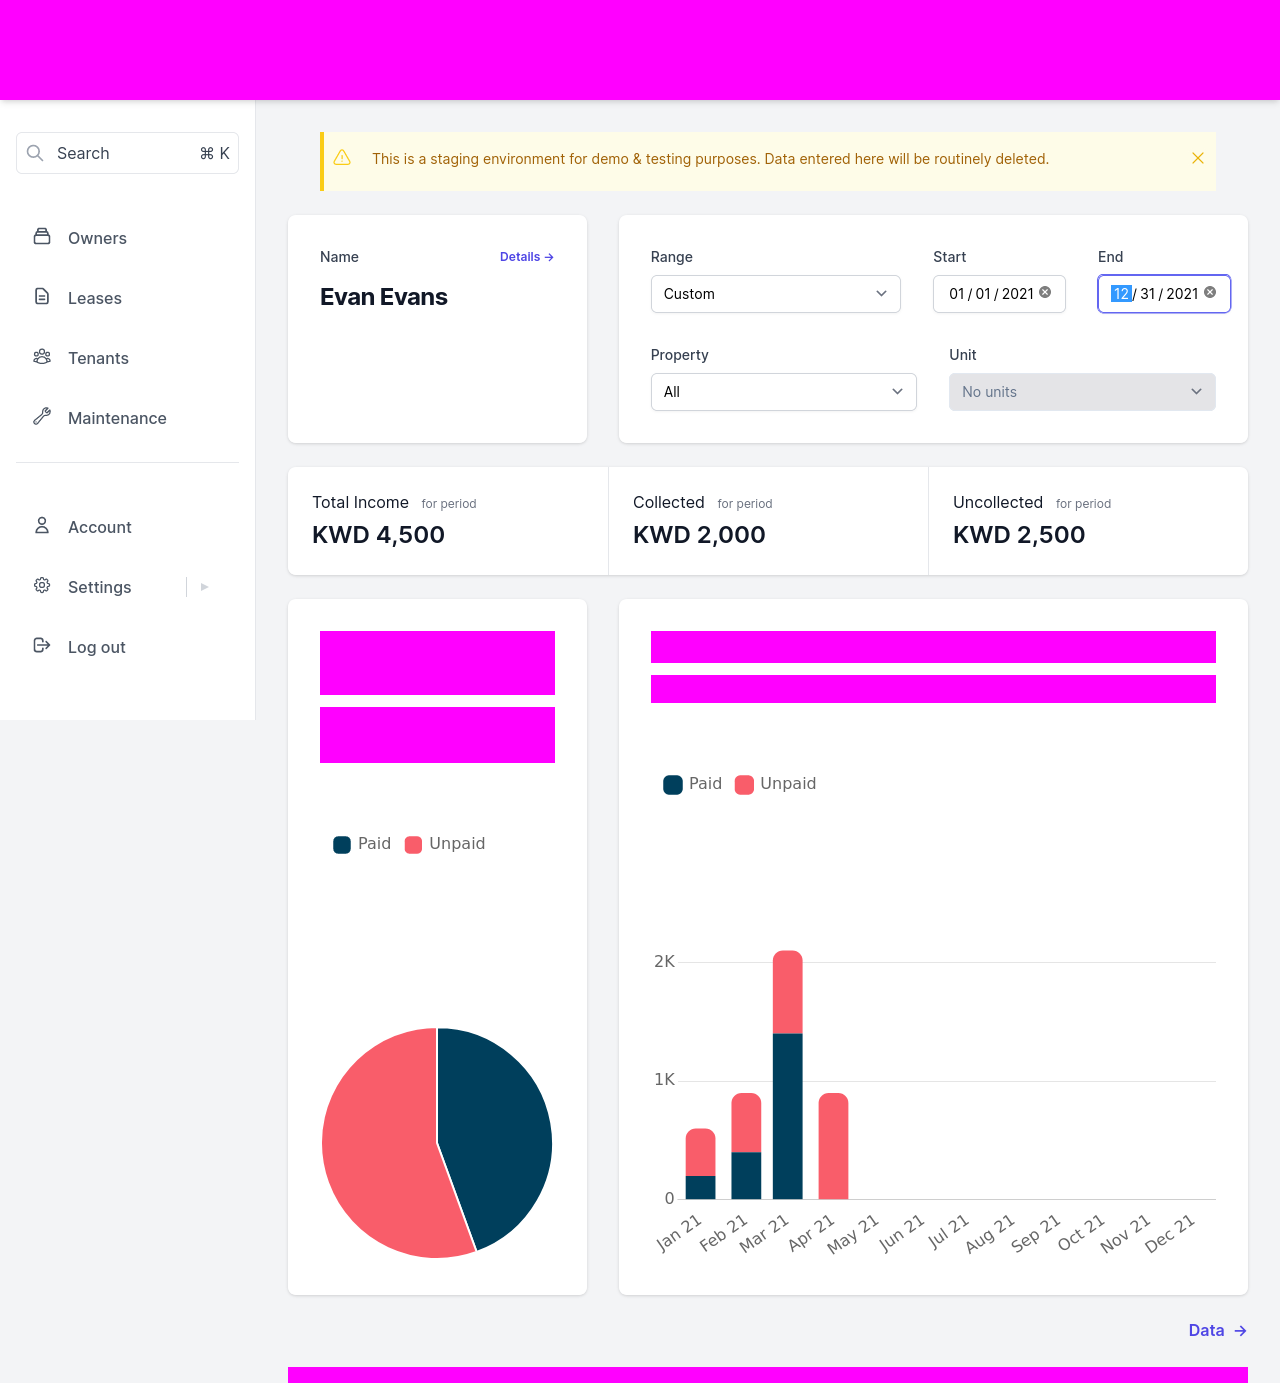 Search ⌘ K
Owners
Leases
Tenants
Maintenance
Account
Settings
Log out
This is a staging environment for demo & testing purposes. Data entered here will be routinely deleted.
Name Details →
Evan Evans
Range Start End
Custom 01 / 01 / 2021 12 / 31 / 2021
Property Unit
All No units
Total Income for period
KWD 4,500
Collected for period
KWD 2,000
Uncollected for period
KWD 2,500
Paid Unpaid
Paid Unpaid
2K
1K
0
Jan 21 Feb 21 Mar 21 Apr 21 May 21 Jun 21 Jul 21 Aug 21 Sep 21 Oct 21 Nov 21 Dec 21
Data →